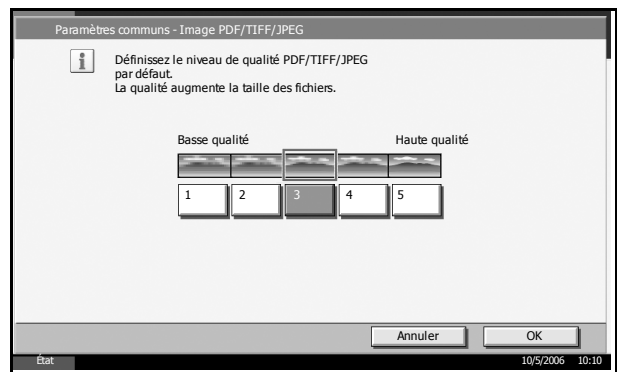 Paramètres communs - Image PDF/TIFF/JPEG
Définissez le niveau de qualité PDF/TIFF/JPEG
par défaut.
La qualité augmente la taille des fichiers.
Basse qualité Haute qualité
1 2 3 4 5
Annuler OK
État 10/5/2006 10:10